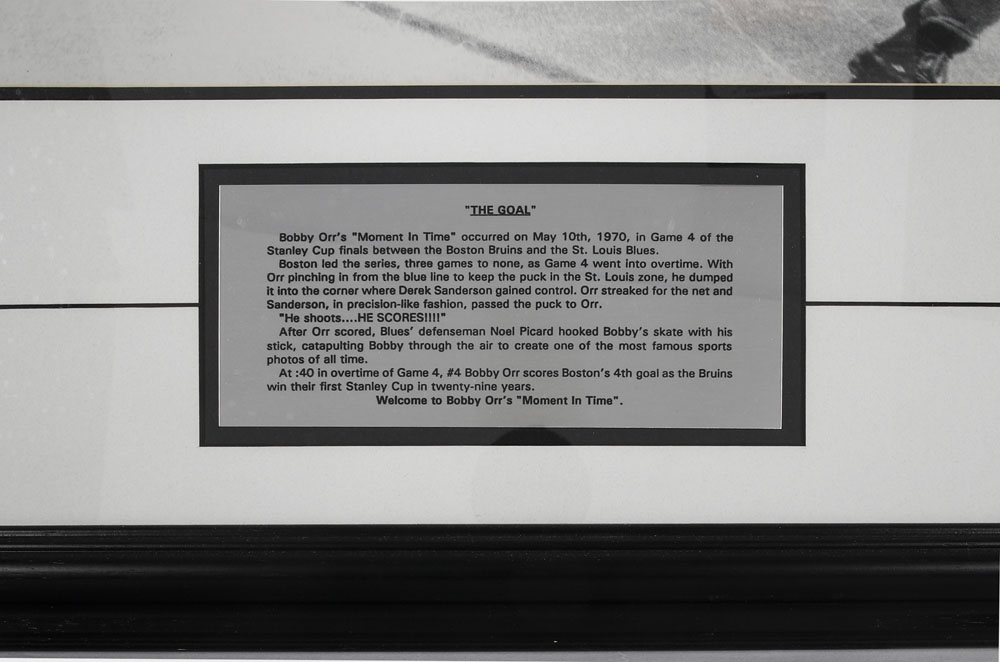 "THE GOAL"
Bobby Orr's "Moment In Time" occurred on May 10th, 1970, in Game 4 of the
Stanley Cup finals between the Boston Bruins and the St. Louis Blues.
Boston led the series, three games to none, as Game 4 went into overtime. With
Orr pinching in from the blue line to keep the puck in the St. Louis zone, he dumped
it into the corner where Derek Sanderson gained control. Orr streaked for the net and
Sanderson, in precision-like fashion, passed the puck to Orr.
"He shoots....HE SCORES!!!!"
After Orr scored, Blues' defenseman Noel Picard hooked Bobby's skate with his
stick, catapulting Bobby through the air to create one of the most famous sports
photos of all time.
At :40 in overtime of Game 4, #4 Bobby Orr scores Boston's 4th goal as the Bruins
win their first Stanley Cup in twenty-nine years.
Welcome to Bobby Orr's "Moment In Time".